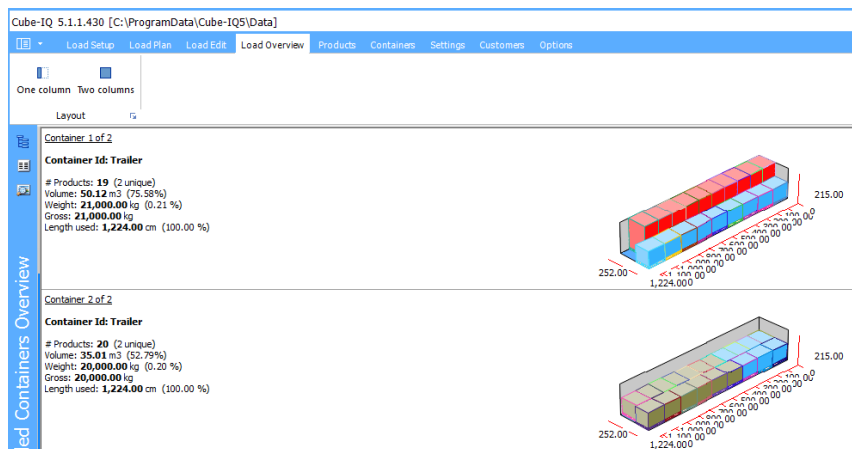 Cube-IQ 5.1.1.430 [C:\ProgramData\Cube-IQ5\Data]
Load Setup Load Plan Load Edit Load Overview Products Containers Settings Customers Options
One column Two columns
Layout
ed Containers Overview
Container 1 of 2
Container Id: Trailer
# Products: 19 (2 unique)
Volume: 50.12 m3 (75.58%)
Weight: 21,000.00 kg (0.21 %)
Gross: 21,000.00 kg
Length used: 1,224.00 cm (100.00 %)
215.00
252.00
1,224.000
Container 2 of 2
Container Id: Trailer
# Products: 20 (2 unique)
Volume: 35.01 m3 (52.79%)
Weight: 20,000.00 kg (0.20 %)
Gross: 20,000.00 kg
Length used: 1,224.00 cm (100.00 %)
215.00
252.00
1,224.000